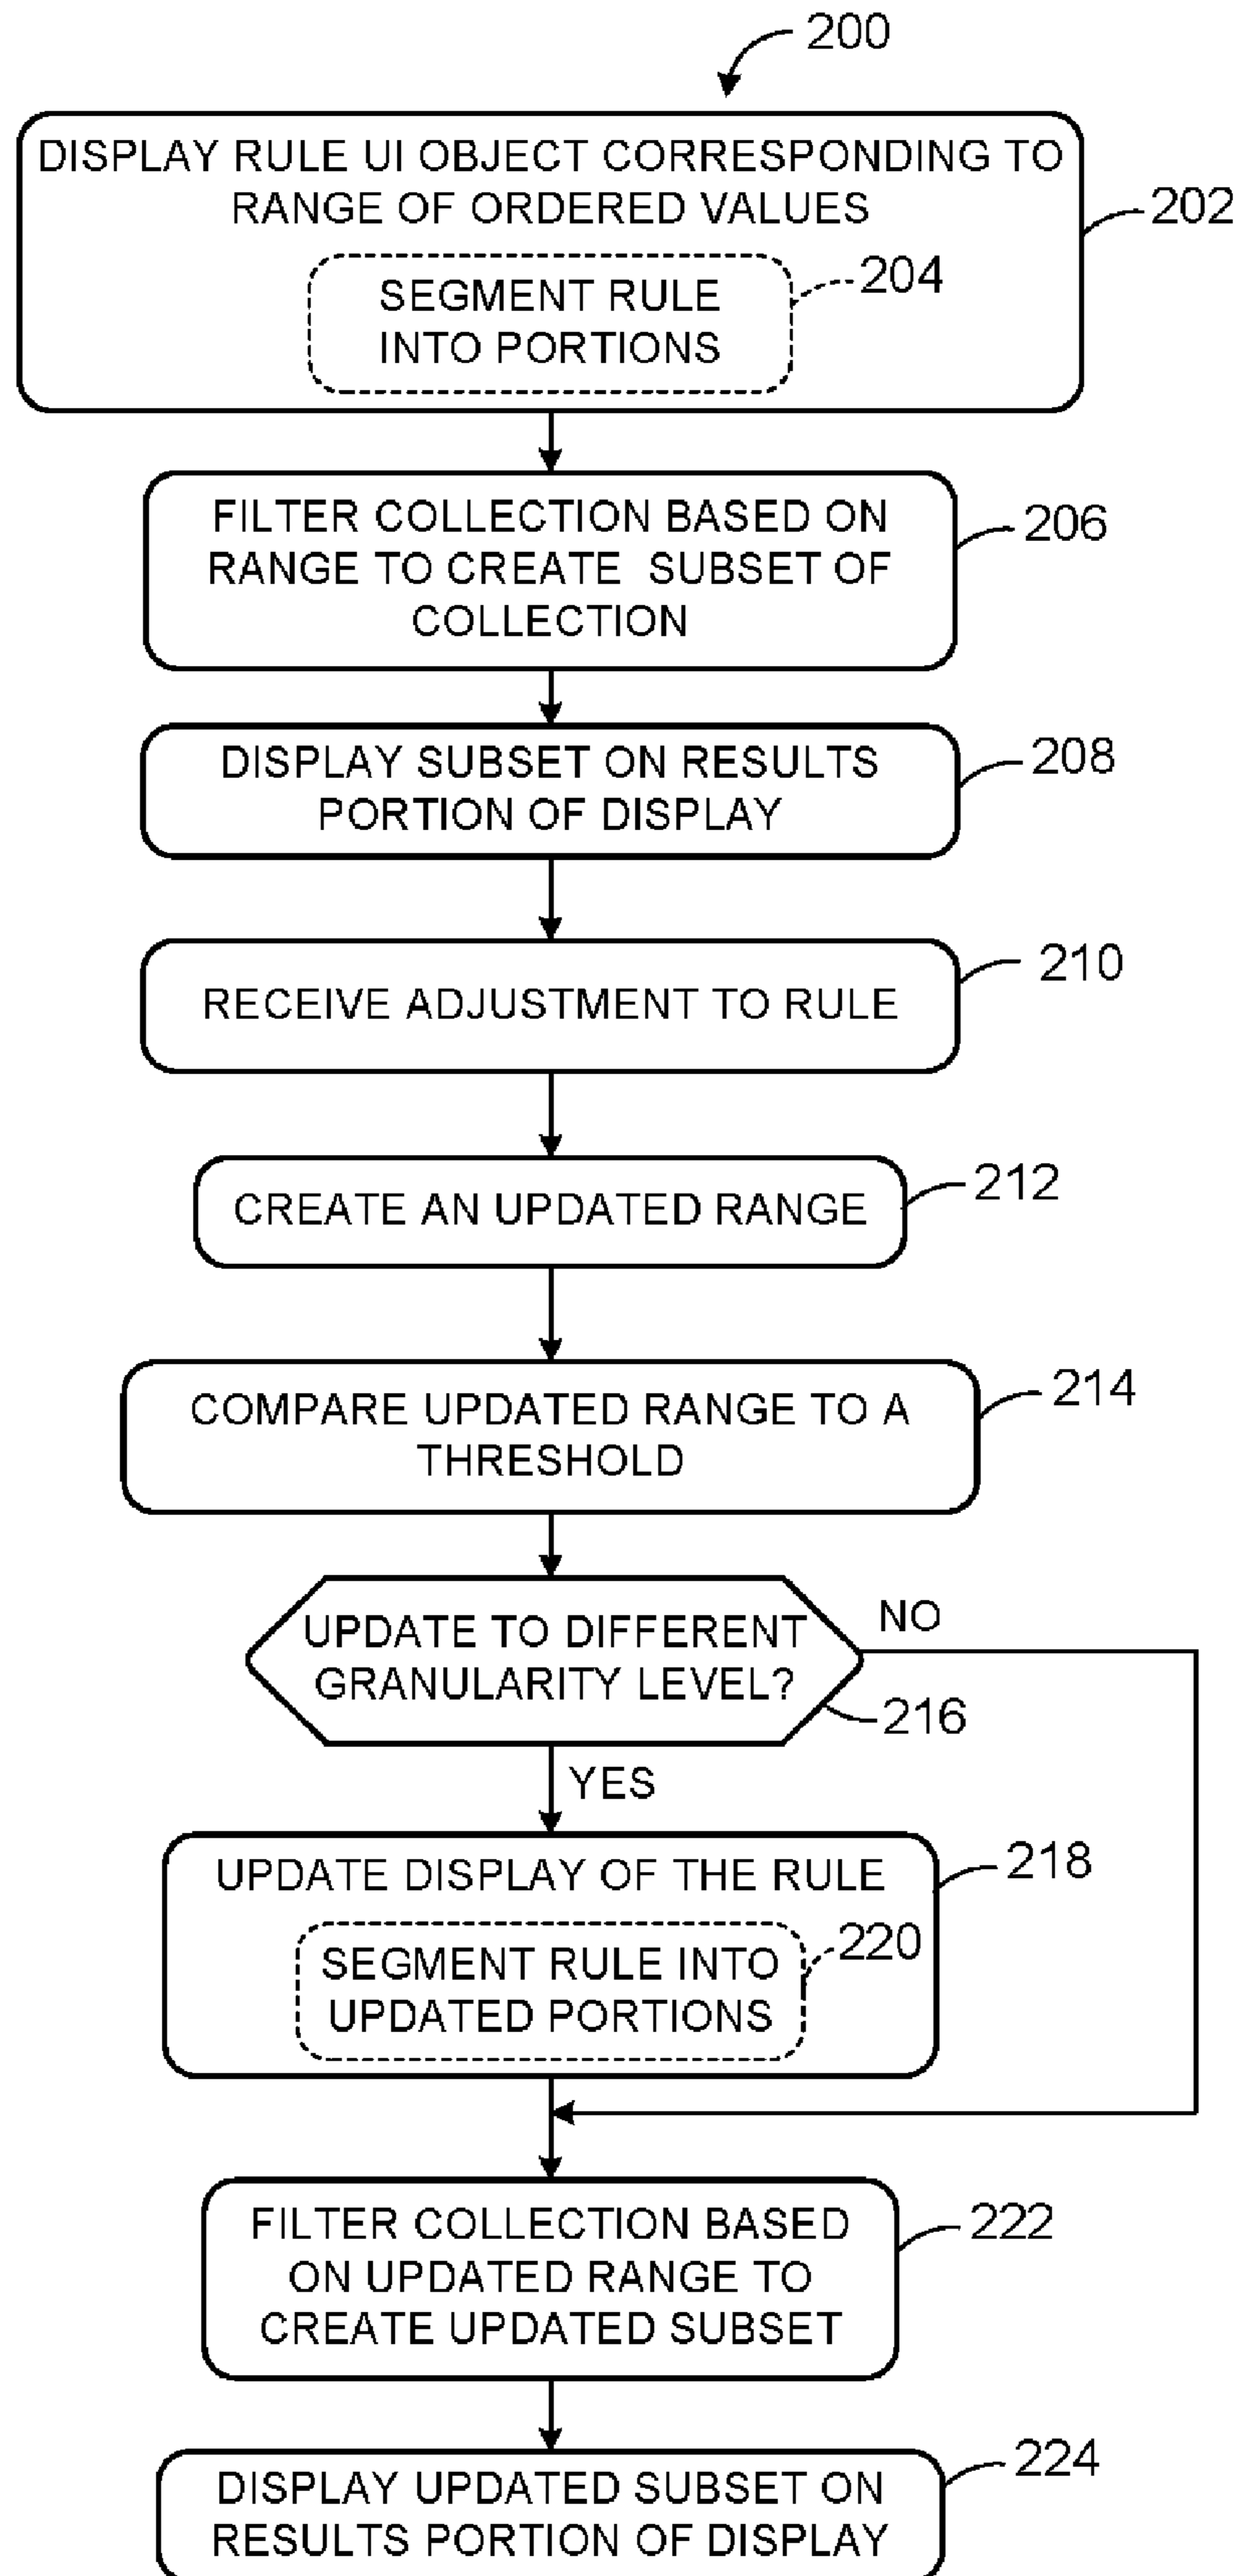 200
DISPLAY RULE UI OBJECT CORRESPONDING TO
RANGE OF ORDERED VALUES
202
SEGMENT RULE
INTO PORTIONS
204
FILTER COLLECTION BASED ON
RANGE TO CREATE SUBSET OF
COLLECTION
206
DISPLAY SUBSET ON RESULTS
PORTION OF DISPLAY
208
RECEIVE ADJUSTMENT TO RULE
210
CREATE AN UPDATED RANGE
212
COMPARE UPDATED RANGE TO A
THRESHOLD
214
UPDATE TO DIFFERENT
GRANULARITY LEVEL?
NO
216
YES
UPDATE DISPLAY OF THE RULE
218
SEGMENT RULE INTO
UPDATED PORTIONS
220
FILTER COLLECTION BASED
ON UPDATED RANGE TO
CREATE UPDATED SUBSET
222
DISPLAY UPDATED SUBSET ON
RESULTS PORTION OF DISPLAY
224